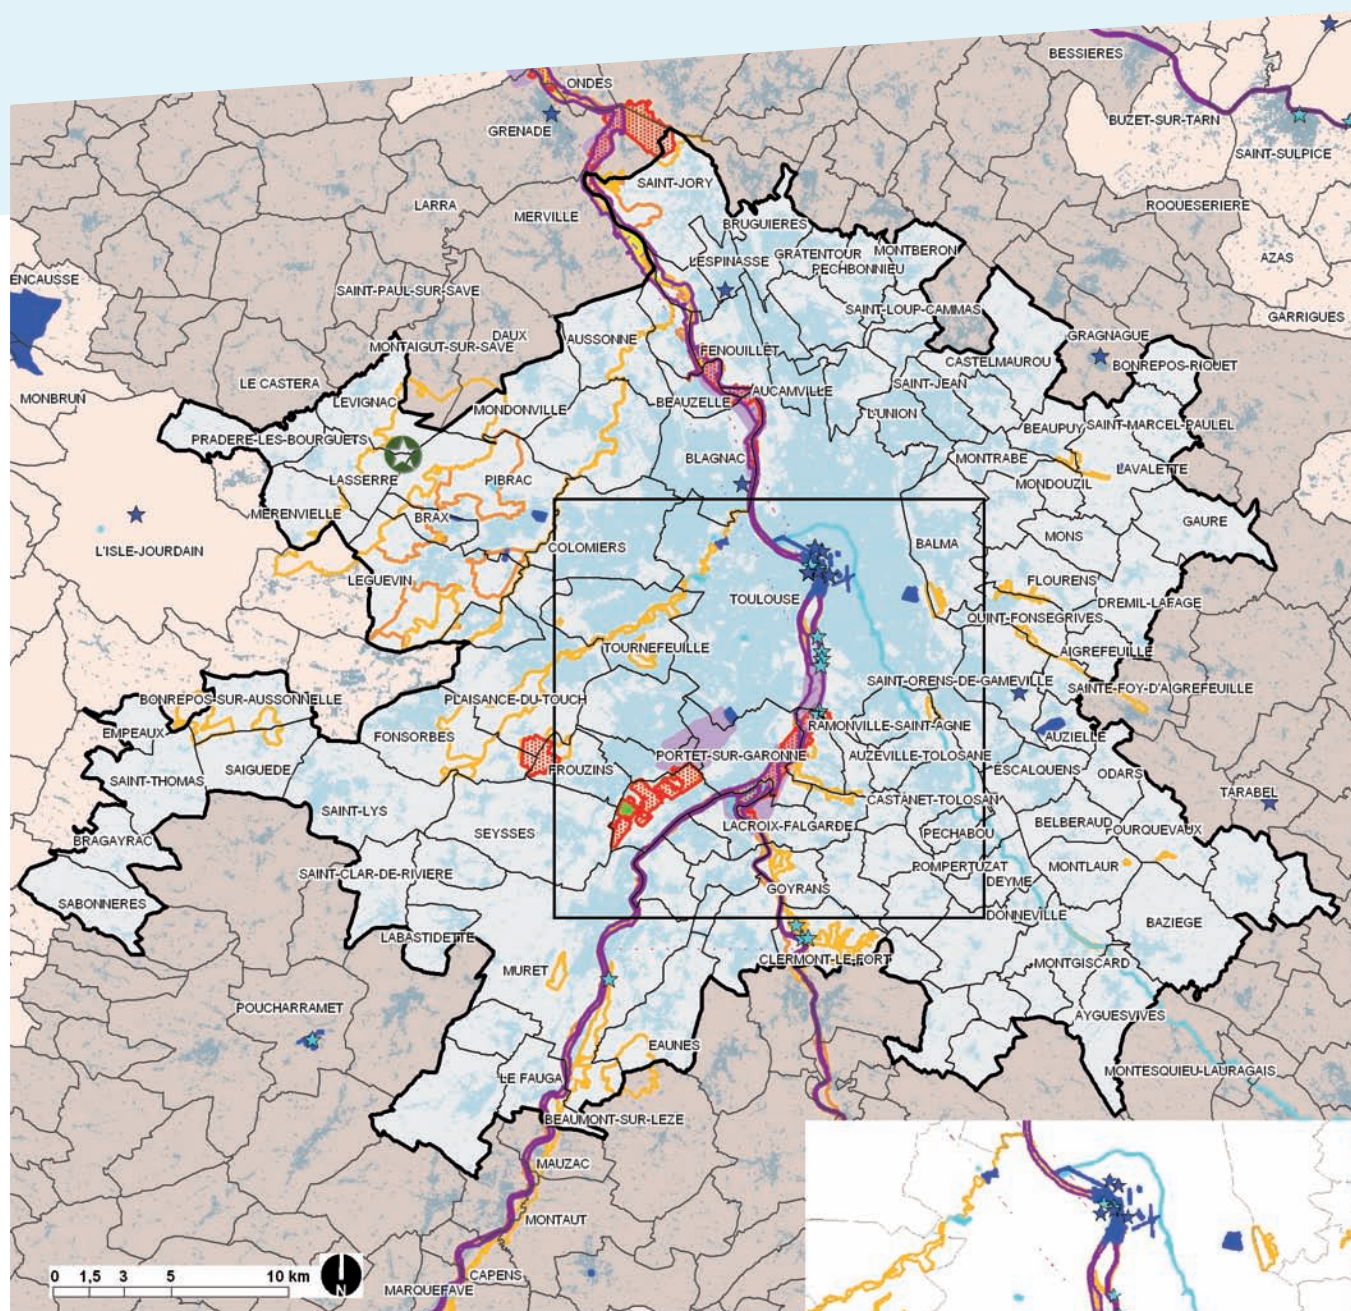 BESSIERES
ONDES
BUZET-SUR-TARN
GRENADE
SAINT-SULPICE
SAINT-JORY
LARRA
MERVILLE
ROQUESERIERE
BRUGUIERES
LESPINASSE
GRATENTOUR
MONTBERON
PECHBONNIEU
AZAS
ENCAUSSE
SAINT-PAUL-SUR-SAVE
SAINT-LOUP-CAMMAS
GARRIGUES
DAUX
AUSSONNE
GRAGNAGUE
MONTAIGUT-SUR-SAVE
FENOUILLET
CASTELMAUROU
BONREPOS-RIQUET
LE CASTERA
SAINT-JEAN
MONBRUN
LEVIGNAC
MONDONVILLE
BEAUZELLE
AUCAMVILLE
L'UNION
BEAUPUY
SAINT-MARCEL-PAULEL
PRADERE-LES-BOURGUETS
BLAGNAC
MONTRABE
LAVALETTE
LASSERRE
PIBRAC
MONDOUZIL
MERENVIELLE
BRAX
GAURE
L'ISLE-JOURDAIN
COLOMIERS
BALMA
MONS
LEGUEVIN
FLOURENS
TOULOUSE
DREMIL-LAFAGE
QUINT-FONSEGRIVES
TOURNEFEUILLE
AIGREFEUILLE
SAINT-ORENS-DE-GAMEVILLE
SAINTE-FOY-D'AIGREFEUILLE
BONREPOS-SUR-AUSSONNELLE
PLAISANCE-DU-TOUCH
EMPEAUX
FONSORBES
RAMONVILLE-SAINT-AGNE
AUZIELLE
PORTET-SUR-GARONNE
AUZEVILLE-TOLOSANE
SAINT-THOMAS
SAIGUEDE
FROUZINS
ESCALQUENS
ODARS
TARABEL
SAINT-LYS
CASTANET-TOLOSAN
SEYSSES
LACROIX-FALGARDE
PECHABOU
BELBERAUD
FOURQUEVAUX
BRAGAYRAC
SAINT-CLAR-DE-RIVIERE
POMPERTUZAT
MONTLAUR
DEYME
GOYRANS
SABONNERES
DONNEVILLE
BAZIEGE
LABASTIDETTE
CLERMONT-LE-FORT
MONTGISCARD
MURET
POUCHARRAMET
AYGUESVIVES
EAUNES
MONTESQUIEU-LAURAGAIS
LE FAUGA
BEAUMONT-SUR-LEZE
MAUZAC
MONTAUT
CAPENS
MARQUEFAVE
0 1,5 3 5 10 km
N